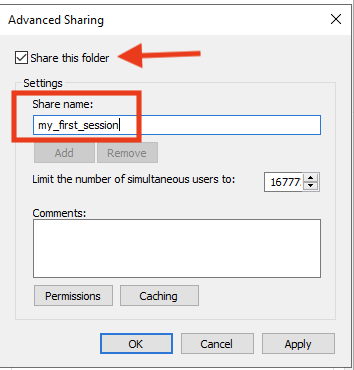 Advanced Sharing
Share this folder
Settings
Share name:
my_first_session
Add Remove
Limit the number of simultaneous users to: 16777
Comments:
Permissions Caching
OK Cancel Apply